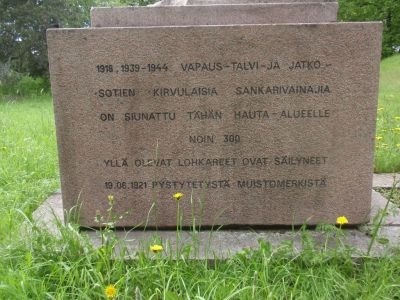 1918, 1939-1944 VAPAUS-TALVI-JA JATKO-
SOTIEN KIRVULAISIA SANKARIVAINAJIA
ON SIUNATTU TÄHÄN HAUTA-ALUEELLE
NOIN 300
YLLÄ OLEVAT LOHKAREET OVAT SÄILYNEET
19.06.1921 PYSTYTETYSTÄ MUISTOMERKISTÄ